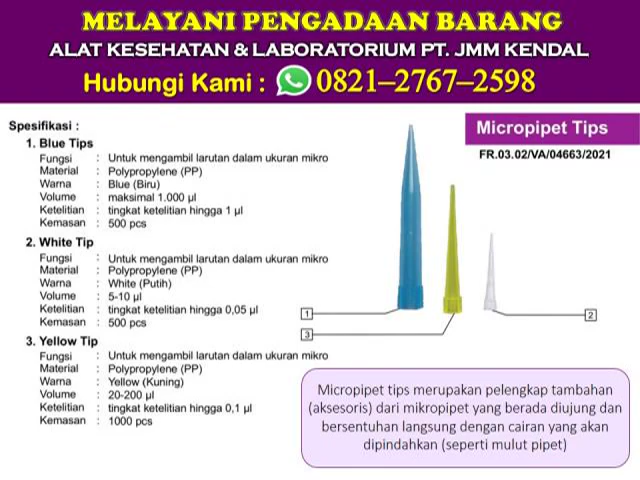 MELAYANI PENGADAAN BARANG
ALAT KESEHATAN & LABORATORIUM PT. JMM KENDAL
Hubungi Kami : 0821–2767–2598
Spesifikasi :
1. Blue Tips
Fungsi : Untuk mengambil larutan dalam ukuran mikro
Material : Polypropylene (PP)
Warna : Blue (Biru)
Volume : maksimal 1.000 µl
Ketelitian : tingkat ketelitian hingga 1 µl
Kemasan : 500 pcs
2. White Tip
Fungsi : Untuk mengambil larutan dalam ukuran mikro
Material : Polypropylene (PP)
Warna : White (Putih)
Volume : 5-10 µl
Ketelitian : tingkat ketelitian hingga 0,05 µl
Kemasan : 500 pcs
3. Yellow Tip
Fungsi : Untuk mengambil larutan dalam ukuran mikro
Material : Polypropylene (PP)
Warna : Yellow (Kuning)
Volume : 20-200 µl
Ketelitian : tingkat ketelitian hingga 0,1 µl
Kemasan : 1000 pcs
Micropipet Tips
FR.03.02/VA/04663/2021
1
2
3
Micropipet tips merupakan pelengkap tambahan
(aksesoris) dari mikropipet yang berada diujung dan
bersentuhan langsung dengan cairan yang akan
dipindahkan (seperti mulut pipet)